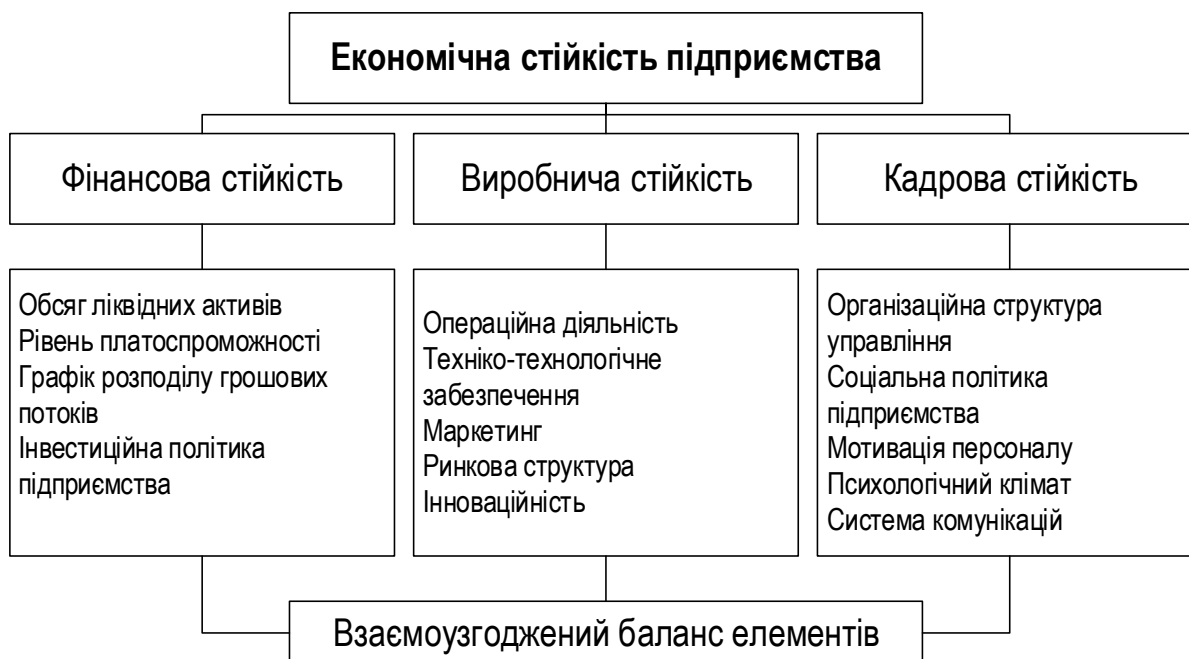 Економічна стійкість підприємства
Фінансова стійкість
Виробнича стійкість
Кадрова стійкість
Обсяг ліквідних активів
Рівень платоспроможності
Графік розподілу грошових
потоків
Інвестиційна політика
підприємства
Операційна діяльність
Техніко-технологічне
забезпечення
Маркетинг
Ринкова структура
Інноваційність
Організаційна структура
управління
Соціальна політика
підприємства
Мотивація персоналу
Психологічний клімат
Система комунікацій
Взаємоузгоджений баланс елементів